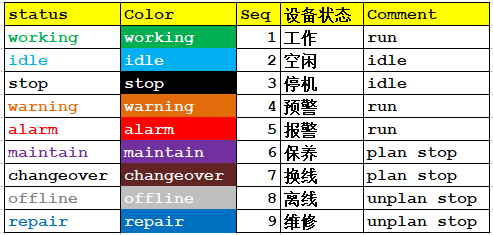 status Color Seq 设备状态 Comment
working working 1 工作 run
idle idle 2 空闲 idle
stop stop 3 停机 idle
warning warning 4 预警 run
alarm alarm 5 报警 run
maintain maintain 6 保养 plan stop
changeover changeover 7 换线 plan stop
offline offline 8 离线 unplan stop
repair repair 9 维修 unplan stop